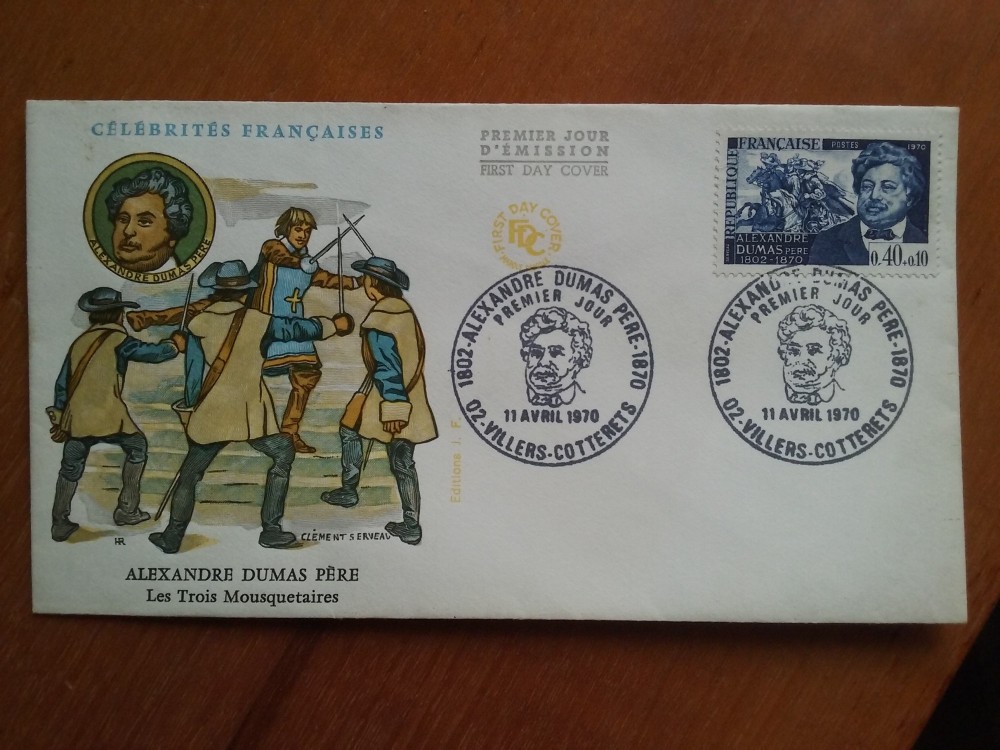 CÉLÉBRITÉS FRANÇAISES
ALEXANDRE DUMAS PÈRE
HR
CLÉMENT SERVEAU
ALEXANDRE DUMAS PÈRE
Les Trois Mousquetaires
PREMIER JOUR
D'ÉMISSION
FIRST DAY COVER
FIRST DAY COVER
FDC
Editions J. F.
1802-ALEXANDRE DUMAS PERE-1870
PREMIER JOUR
11 AVRIL 1970
02-VILLERS-COTTERETS
RÉPUBLIQUE FRANÇAISE
POSTES 1970
ALEXANDRE
DUMAS PÈRE
1802-1870
0.40+0.10
1802-ALEXANDRE DUMAS PERE-1870
PREMIER JOUR
11 AVRIL 1970
02-VILLERS-COTTERETS